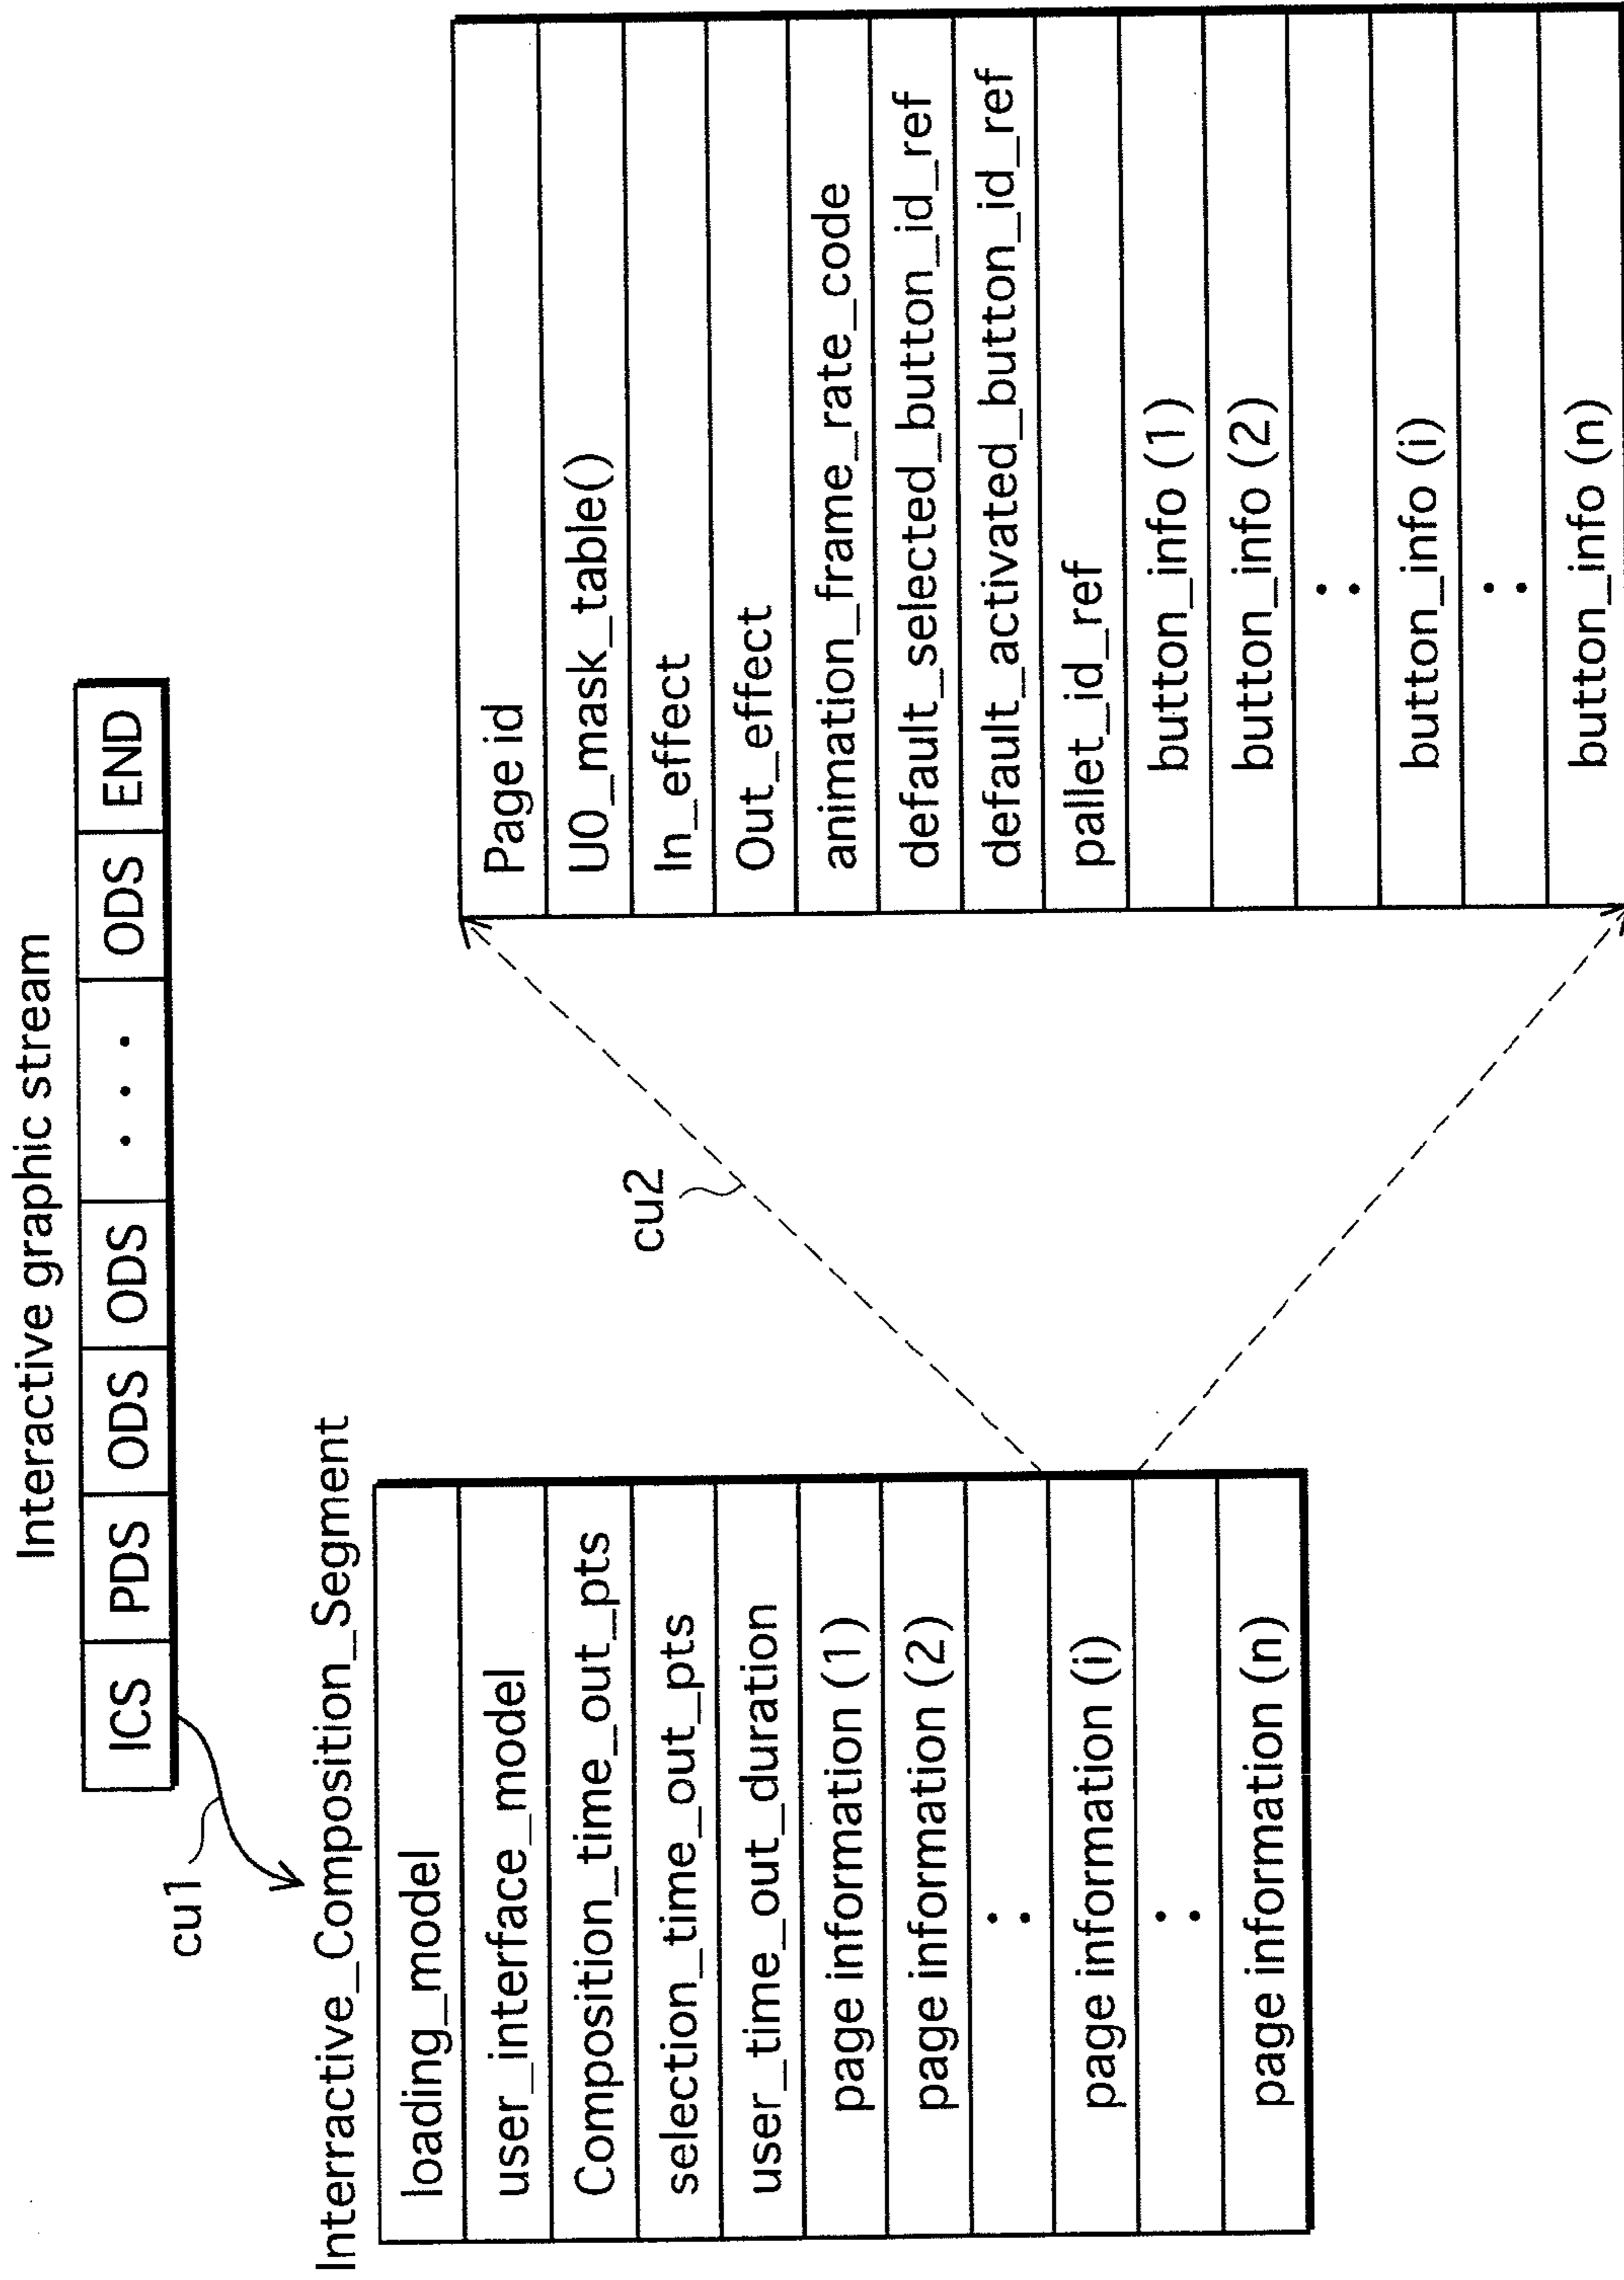 Interactive graphic stream
ICS PDS ODS ODS · · · ODS END
cu1
Interractive_Composition_Segment
loading_model
user_interface_model
Composition_time_out_pts
selection_time_out_pts
user_time_out_duration
page information (1)
page information (2)
:
page information (i)
:
page information (n)
cu2
Page id
UO_mask_table()
In_effect
Out_effect
animation_frame_rate_code
default_selected_button_id_ref
default_activated_button_id_ref
pallet_id_ref
button_info (1)
button_info (2)
:
button_info (i)
:
button_info (n)